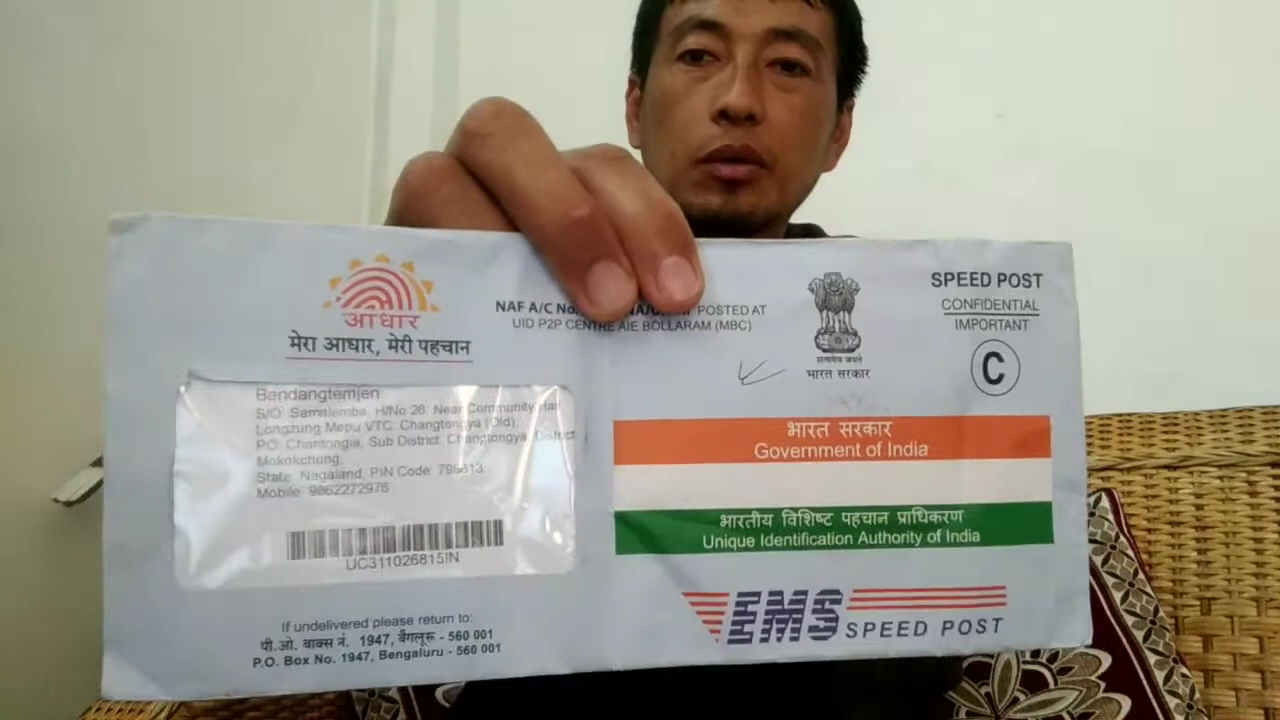 आधार
मेरा आधार, मेरी पहचान
NAF A/C No. POSTED AT
UID P2P CENTRE AIE BOLLARAM (MBC)
सत्यमेव जयते
भारत सरकार
SPEED POST
CONFIDENTIAL
IMPORTANT
C
Bendangtemjen
S/O: Samalemba, H/No 26, Near Community Hall
Longzung Mepu VTC: Changtongya (Old),
PO: Chantongia, Sub District: Changtongya, District:
Mokokchong,
State: Nagaland, PIN Code: 798613
Mobile: 9862272976
UC311026815IN
भारत सरकार
Government of India
भारतीय विशिष्ट पहचान प्राधिकरण
Unique Identification Authority of India
If undelivered please return to:
पी.ओ. बाक्स नं. 1947, बेंगलूरू - 560 001
P.O. Box No. 1947, Bengaluru - 560 001
EMS SPEED POST